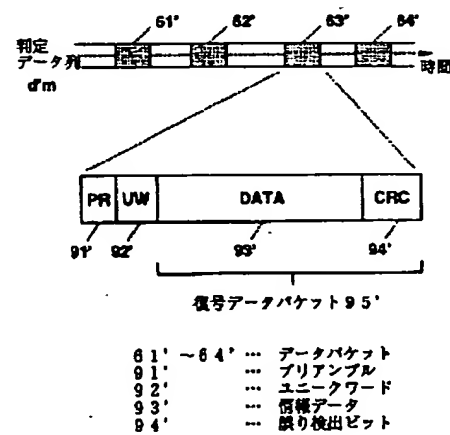 61' 62' 63' 64'
判定
データ列
d'm
時間
PR UW DATA CRC
91' 92' 93' 94'
復号データパケット95'
61' ~64' … データパケット
91' … プリアンブル
92' … ユニークワード
93' … 情報データ
94' … 誤り検出ビット